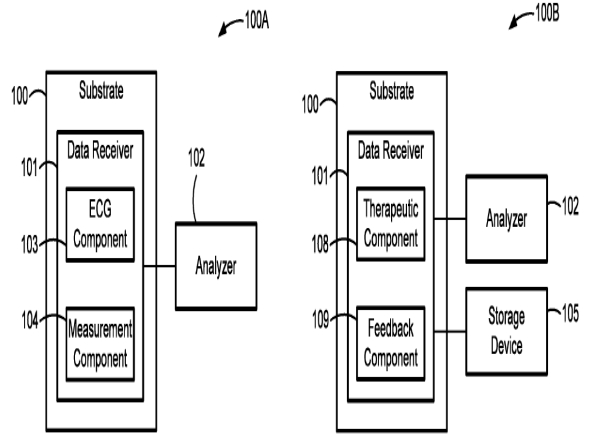 100A
100
Substrate
101
Data Receiver
102
ECG
Component
103
Analyzer
104
Measurement
Component
100B
100
Substrate
101
Data Receiver
Therapeutic
Component
108
Analyzer
102
109
Feedback
Component
Storage
Device
105